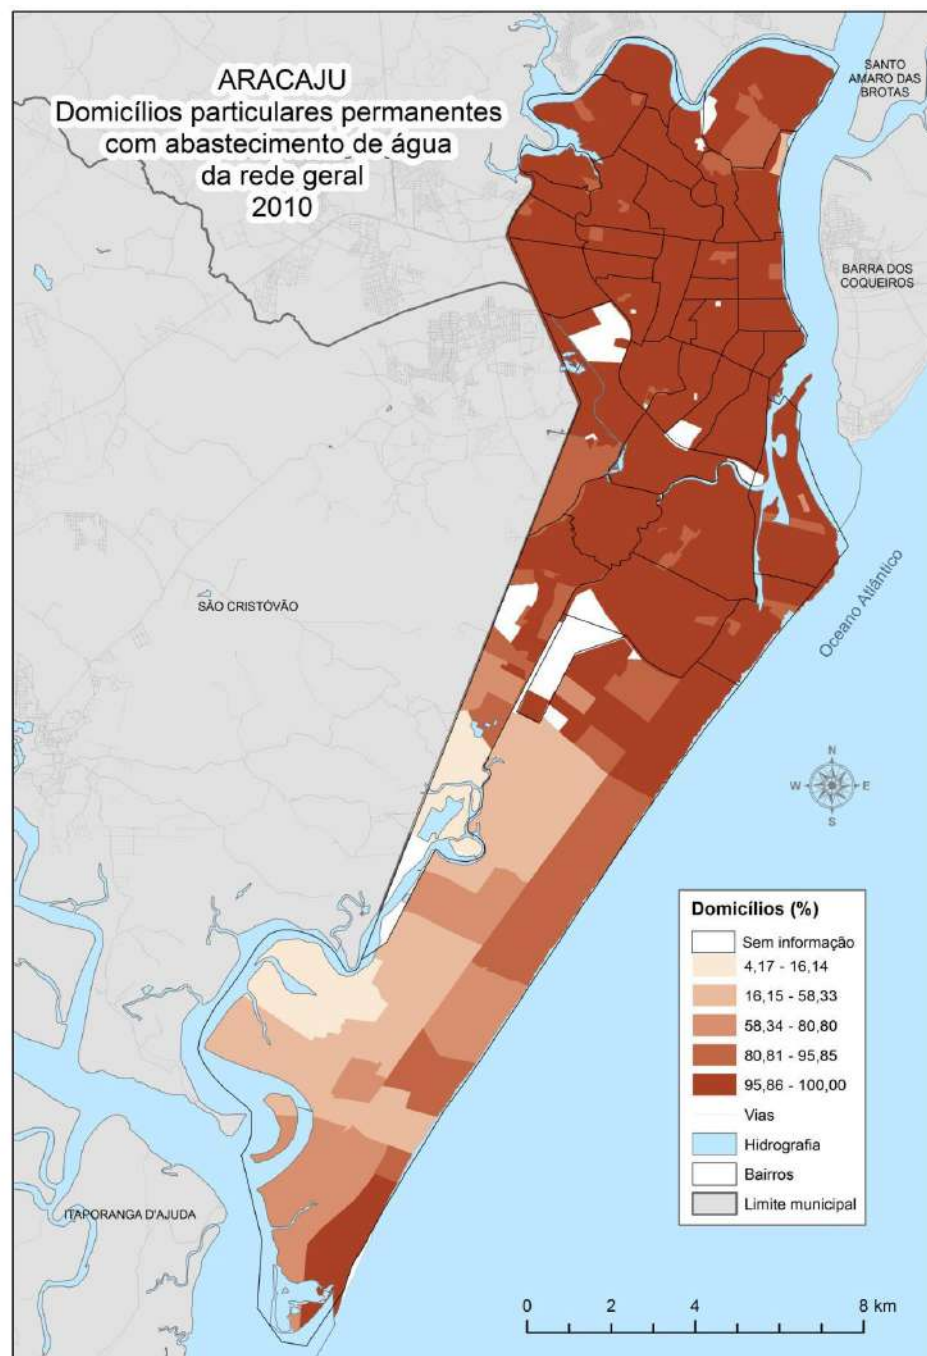 ARACAJU
Domicílios particulares permanentes
com abastecimento de água
da rede geral
2010
SANTO
AMARO DAS
BROTAS
BARRA DOS
COQUEIROS
SÃO CRISTÓVÃO
Oceano Atlântico
N
W
E
S
Domicílios (%)
Sem informação
4,17 - 16,14
16,15 - 58,33
58,34 - 80,80
80,81 - 95,85
95,86 - 100,00
Vias
Hidrografia
Bairros
Limite municipal
ITAPORANGA D'AJUDA
0 2 4 8 km